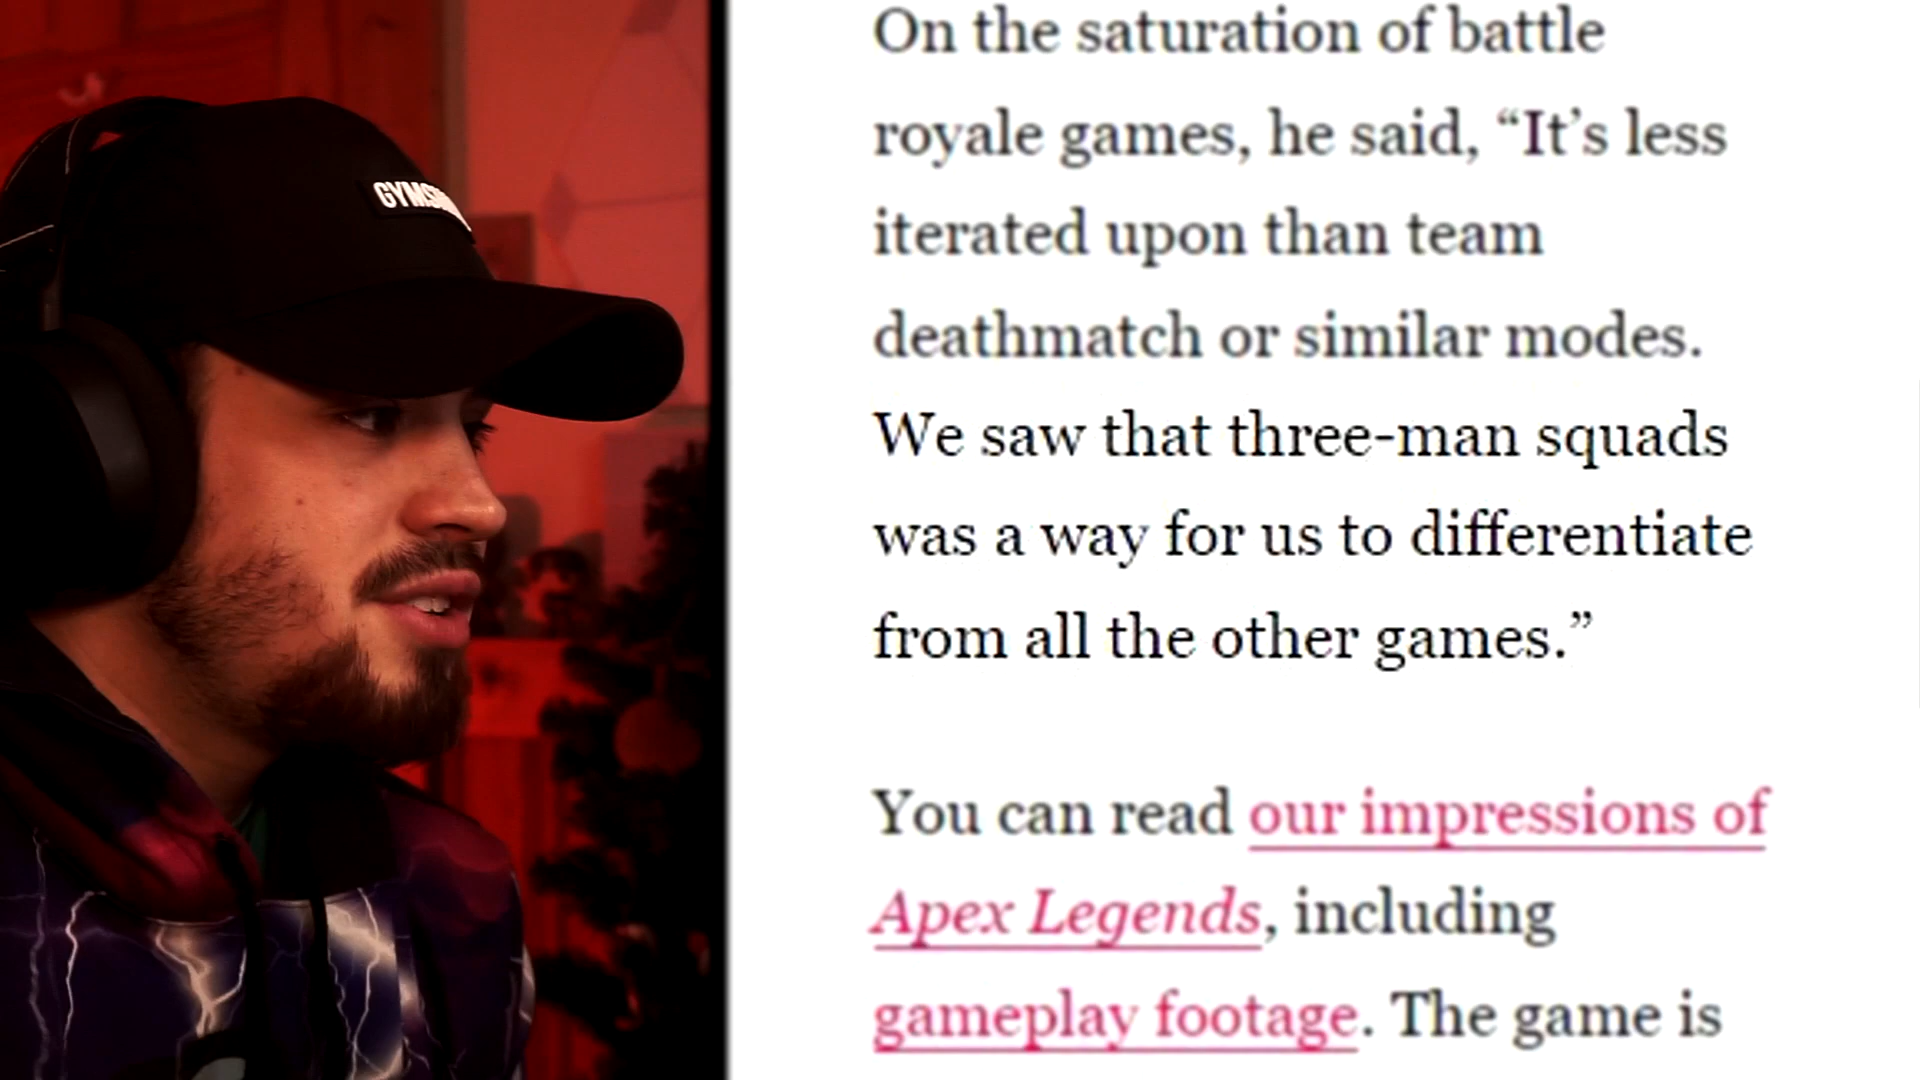 On the saturation of battle
royale games, he said, “It’s less
iterated upon than team
deathmatch or similar modes.
We saw that three-man squads
was a way for us to differentiate
from all the other games.”
You can read our impressions of
Apex Legends, including
gameplay footage. The game is